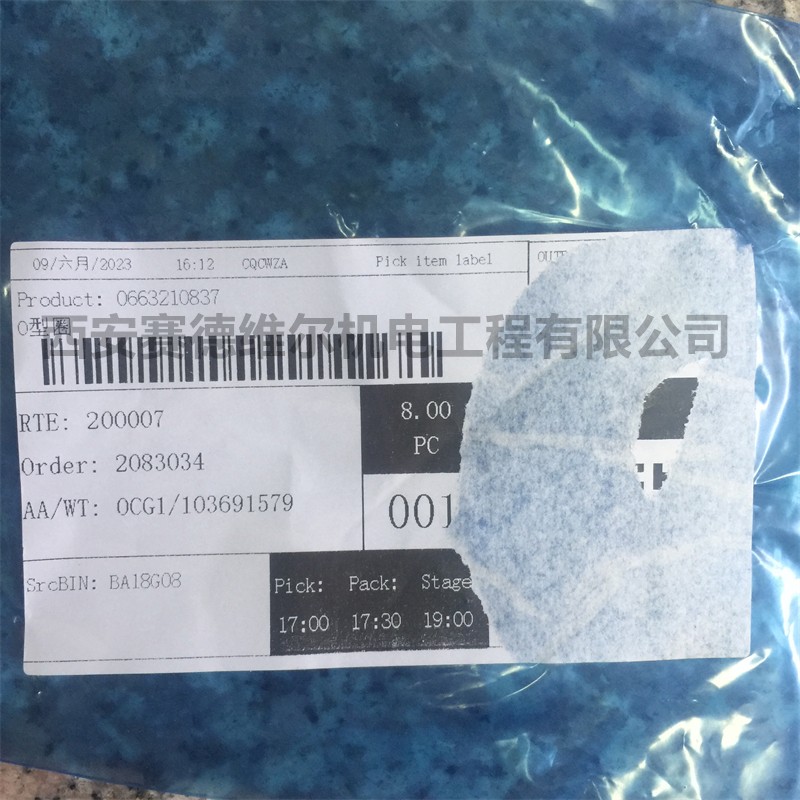 09/六月/2023 16:12 CQCWZA Pick item label
Product: 0663210837
O型圈
西安赛德维尔机电工程有限公司
RTE: 200007
8.00
PC
Order: 2083034
AA/WT: OCG1/103691579
001
SrcBIN: BA18G08
Pick: Pack: Stage
17:00 17:30 19:00